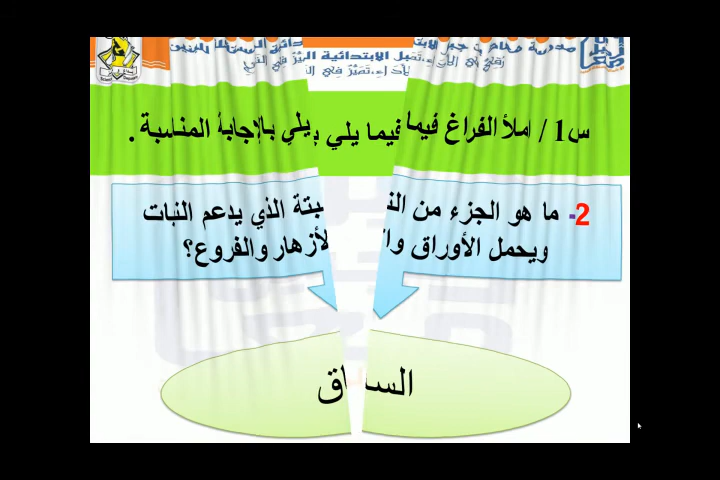 س1 / املأ الفراغ فيما يلي بالإجابة المناسبة .
2- ما هو الجزء من النبتة الذي يدعم النبات
ويحمل الأوراق والأزهار والفروع؟
الساق